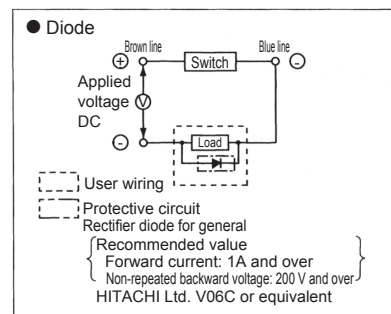 ● Diode
Brown line
Blue line
⊕
Switch
⊖
Applied
voltage
DC
V
⊖
Load
User wiring
Protective circuit
Rectifier diode for general
Recommended value
Forward current: 1A and over
Non-repeated backward voltage: 200 V and over
HITACHI Ltd. V06C or equivalent